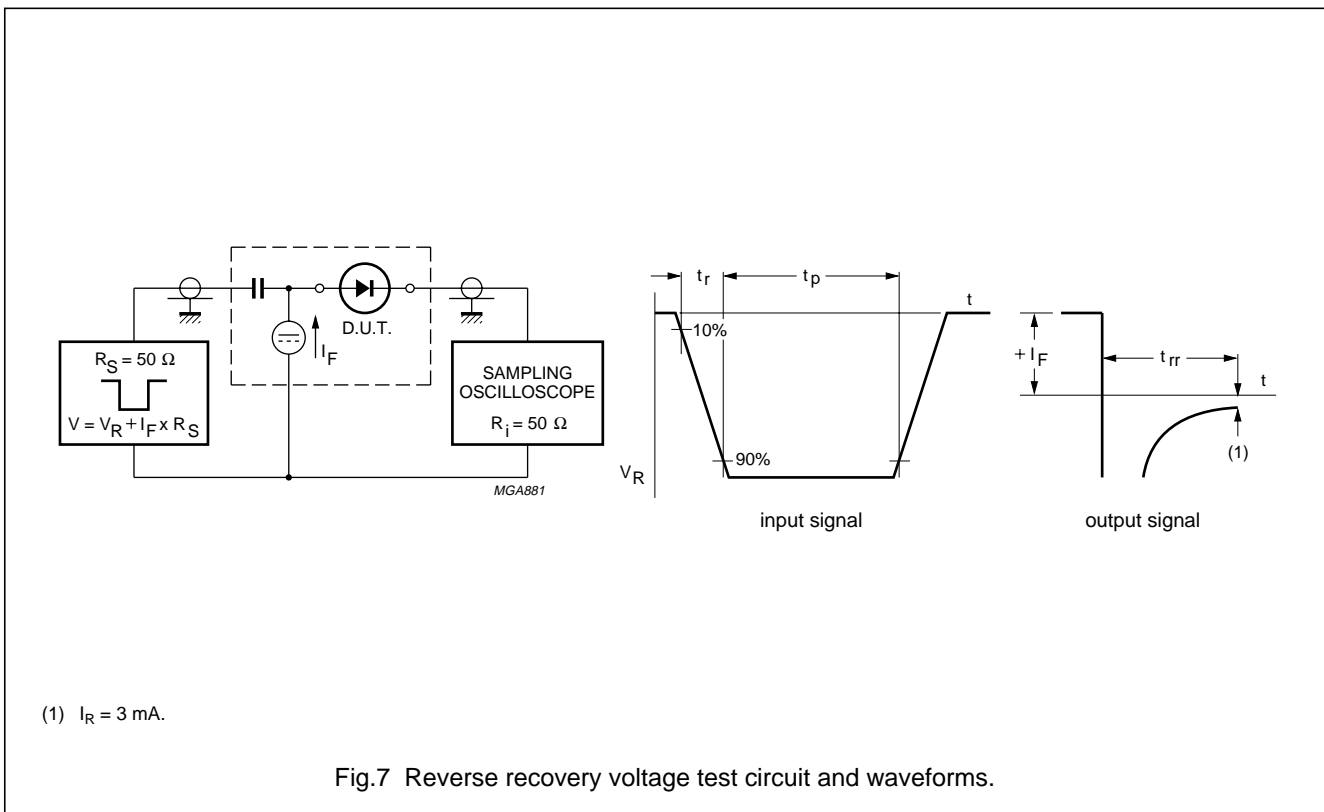 D.U.T.
I_F
R_S = 50 Ω
V = V_R + I_F x R_S
SAMPLING
OSCILLOSCOPE
R_i = 50 Ω
MGA881
t_r
t_p
t
10%
90%
V_R
input signal
+ I_F
t_rr
t
(1)
output signal
(1) I_R = 3 mA.
Fig.7 Reverse recovery voltage test circuit and waveforms.